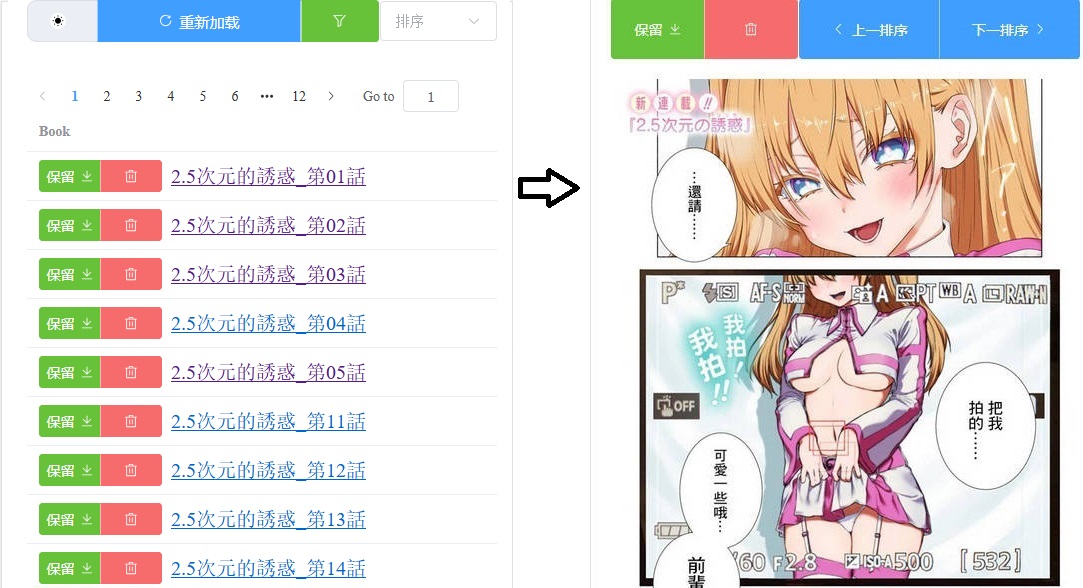 重新加载
排序
1 2 3 4 5 6 ••• 12 Go to 1
Book
保留 2.5次元的誘惑_第01話
保留 2.5次元的誘惑_第02話
保留 2.5次元的誘惑_第03話
保留 2.5次元的誘惑_第04話
保留 2.5次元的誘惑_第05話
保留 2.5次元的誘惑_第11話
保留 2.5次元的誘惑_第12話
保留 2.5次元的誘惑_第13話
保留 2.5次元的誘惑_第14話
保留
上一排序
下一排序
新連載!!
『2.5次元の誘惑』
…還請……
P* S AF-S NORM A PT WB A RAW+N
我拍!
我拍!!
OFF
把我
拍的……
可愛一些哦…
前輩
/60 F2.8 ISO-A500 [532]